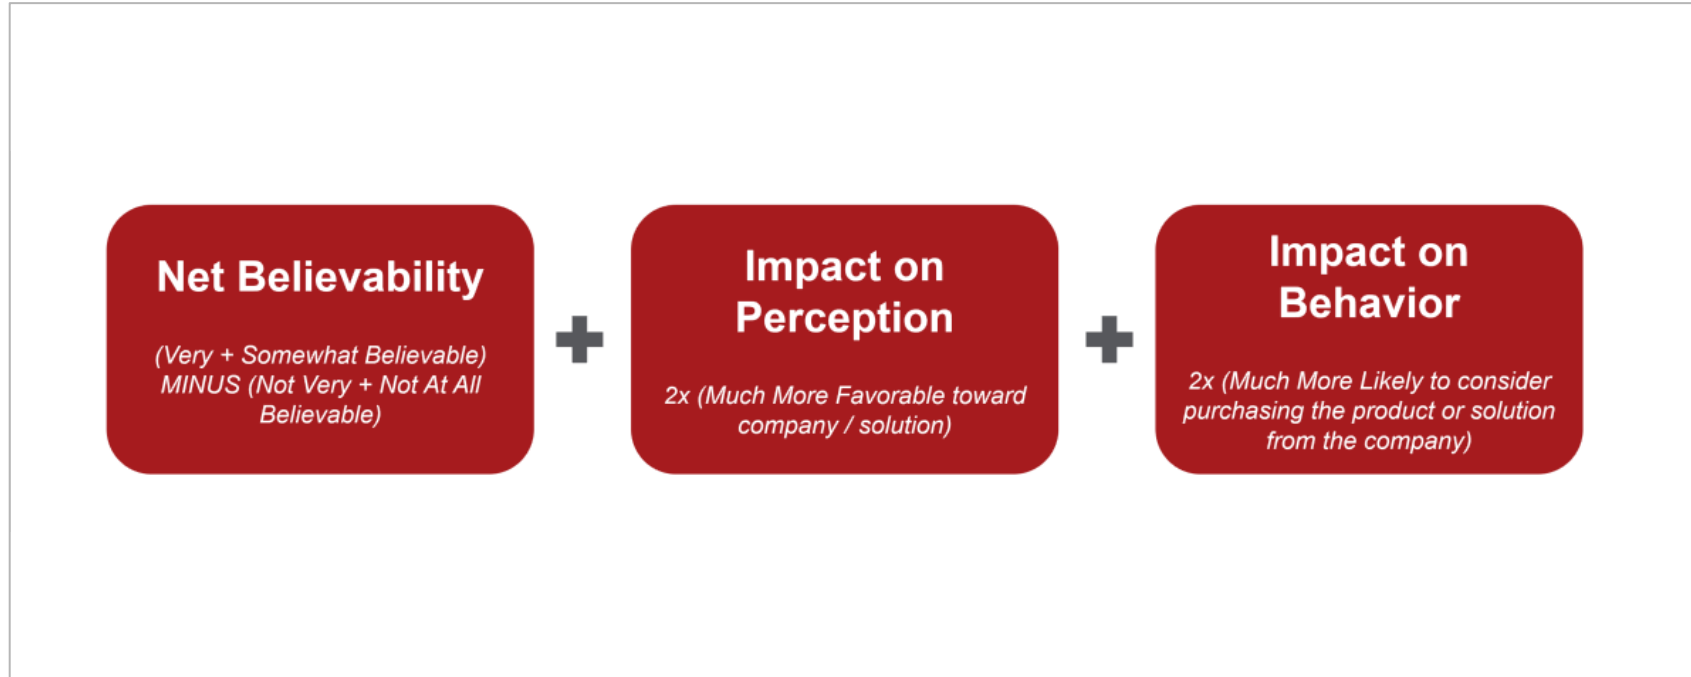 Net Believability
(Very + Somewhat Believable)
MINUS (Not Very + Not At All
Believable)
Impact on
Perception
2x (Much More Favorable toward
company / solution)
Impact on
Behavior
2x (Much More Likely to consider
purchasing the product or solution
from the company)